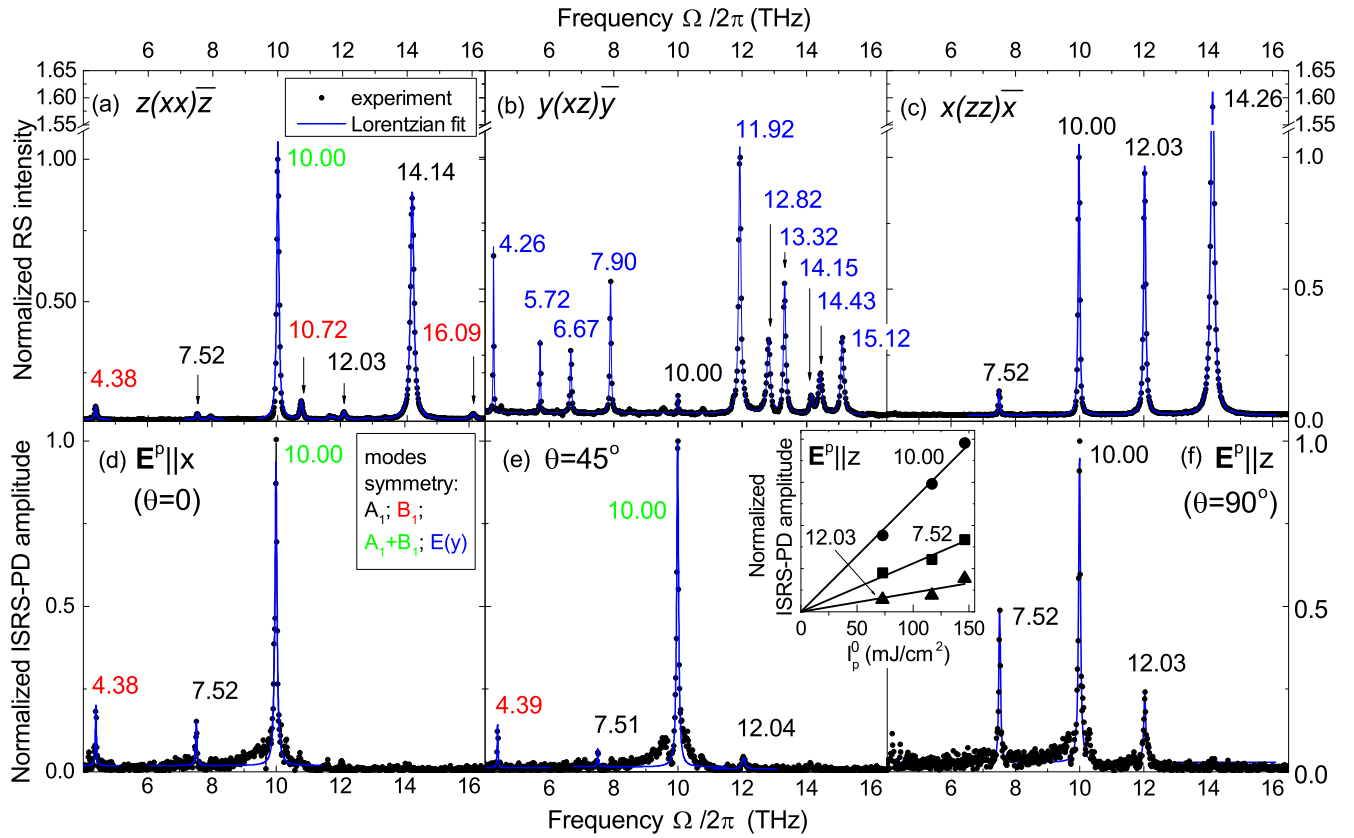 Frequency Ω /2π (THz)
6 8 10 12 14 16 6 8 10 12 14 16 6 8 10 12 14 16
1.65
1.60
1.55
1.00
0.50
Normalized RS intensity
(a) z(xx)z̅
experiment
Lorentzian fit
4.38
7.52
10.00
10.72
12.03
14.14
16.09
(b) y(xz)y̅
4.26
5.72
6.67
7.90
10.00
11.92
12.82
13.32
14.15
14.43
15.12
(c) x(zz)x̅
7.52
10.00
12.03
14.26
1.65
1.60
1.55
1.0
0.5
0.0
Normalized ISRS-PD amplitude
1.0
0.5
0.0
(d) Eᵖ||x
(θ=0)
4.38
7.52
10.00
modes
symmetry:
A₁; B₁;
A₁+B₁; E(y)
(e) θ=45°
4.39
7.51
10.00
12.04
Normalized
ISRS-PD amplitude
Eᵖ||z
10.00
12.03
7.52
0 50 100 150
I⁰ₚ (mJ/cm²)
(f) Eᵖ||z
(θ=90°)
7.52
10.00
12.03
1.0
0.5
0.0
6 8 10 12 14 16 6 8 10 12 14 16 6 8 10 12 14 16
Frequency Ω /2π (THz)